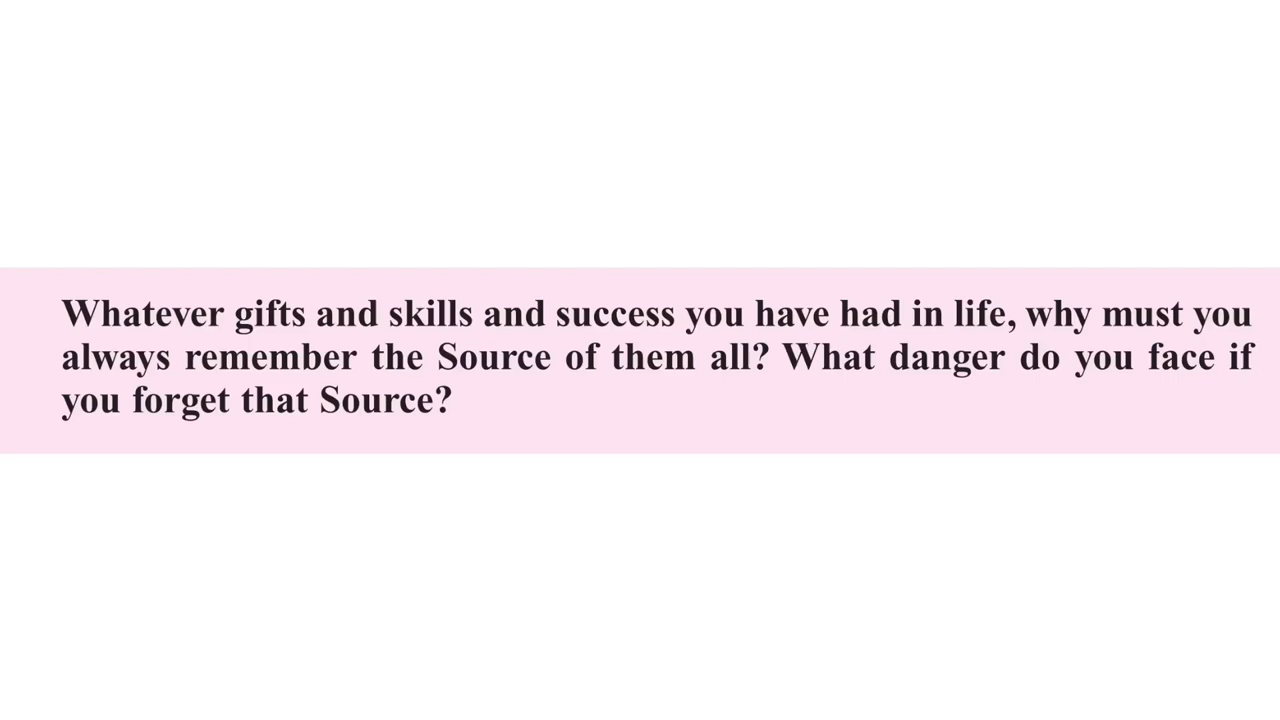 Whatever gifts and skills and success you have had in life, why must you
always remember the Source of them all? What danger do you face if
you forget that Source?